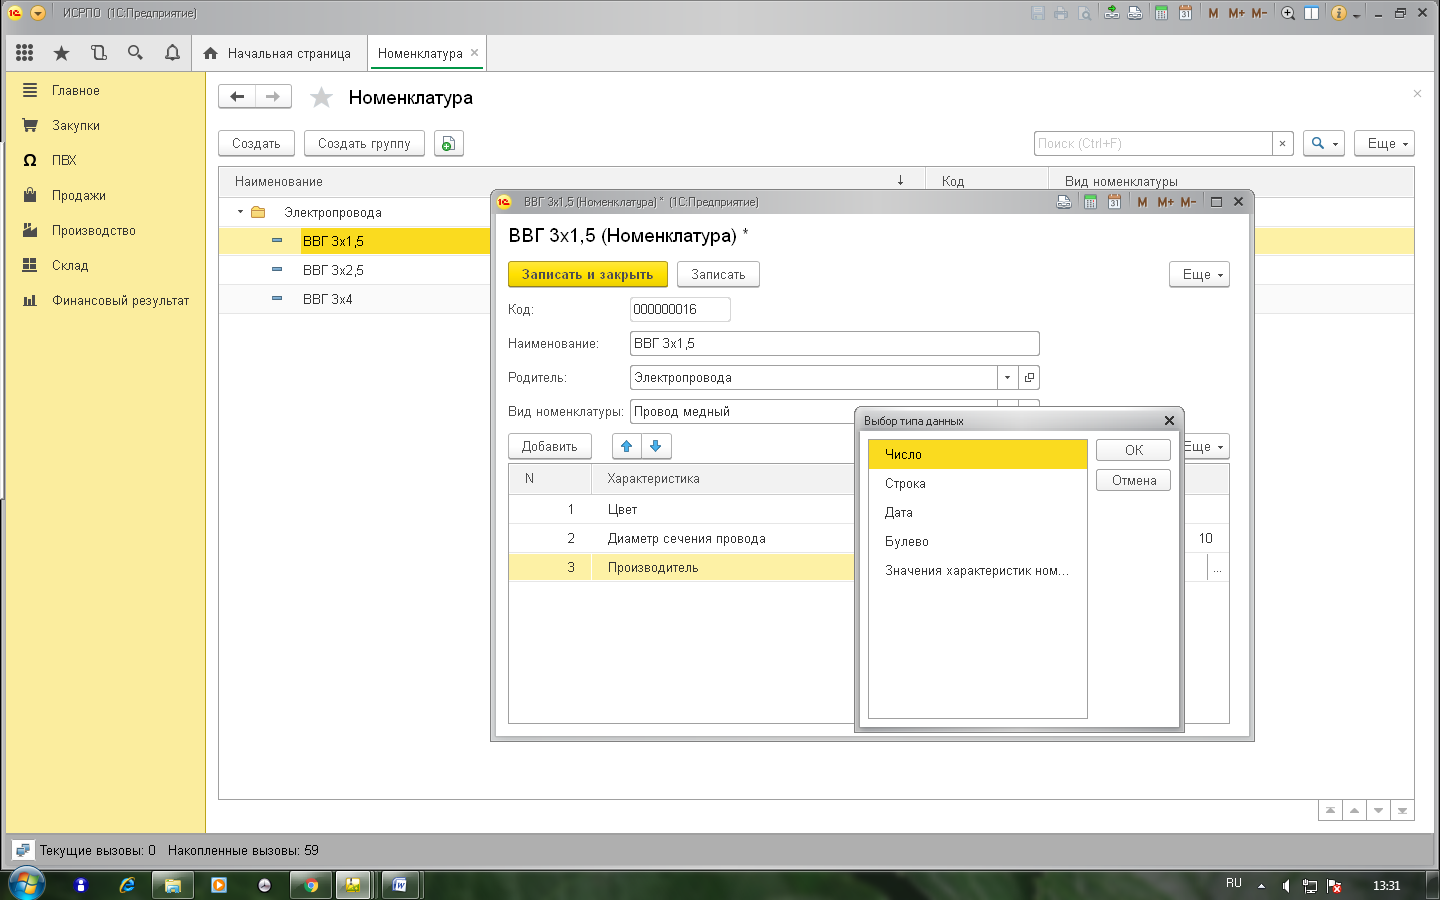 ИСРПО (1С:Предприятие)
M M+ M-
Начальная страница
Номенклатура
Главное
Закупки
ПВХ
Продажи
Производство
Склад
Финансовый результат
Номенклатура
Создать
Создать группу
Поиск (Ctrl+F)
Еще
Наименование
Код
Вид номенклатуры
Электропровода
ВВГ 3х1,5
ВВГ 3х2,5
ВВГ 3х4
ВВГ 3х1,5 (Номенклатура) * (1С:Предприятие)
31
M M+ M-
ВВГ 3х1,5 (Номенклатура) *
Записать и закрыть
Записать
Еще
Код:
000000016
Наименование:
ВВГ 3х1,5
Родитель:
Электропровода
Вид номенклатуры:
Провод медный
Добавить
Еще
N
Характеристика
1
Цвет
2
Диаметр сечения провода
10
3
Производитель
...
Выбор типа данных
Число
Строка
Дата
Булево
Значения характеристик ном...
ОК
Отмена
Текущие вызовы: 0 Накопленные вызовы: 59
RU
13:31